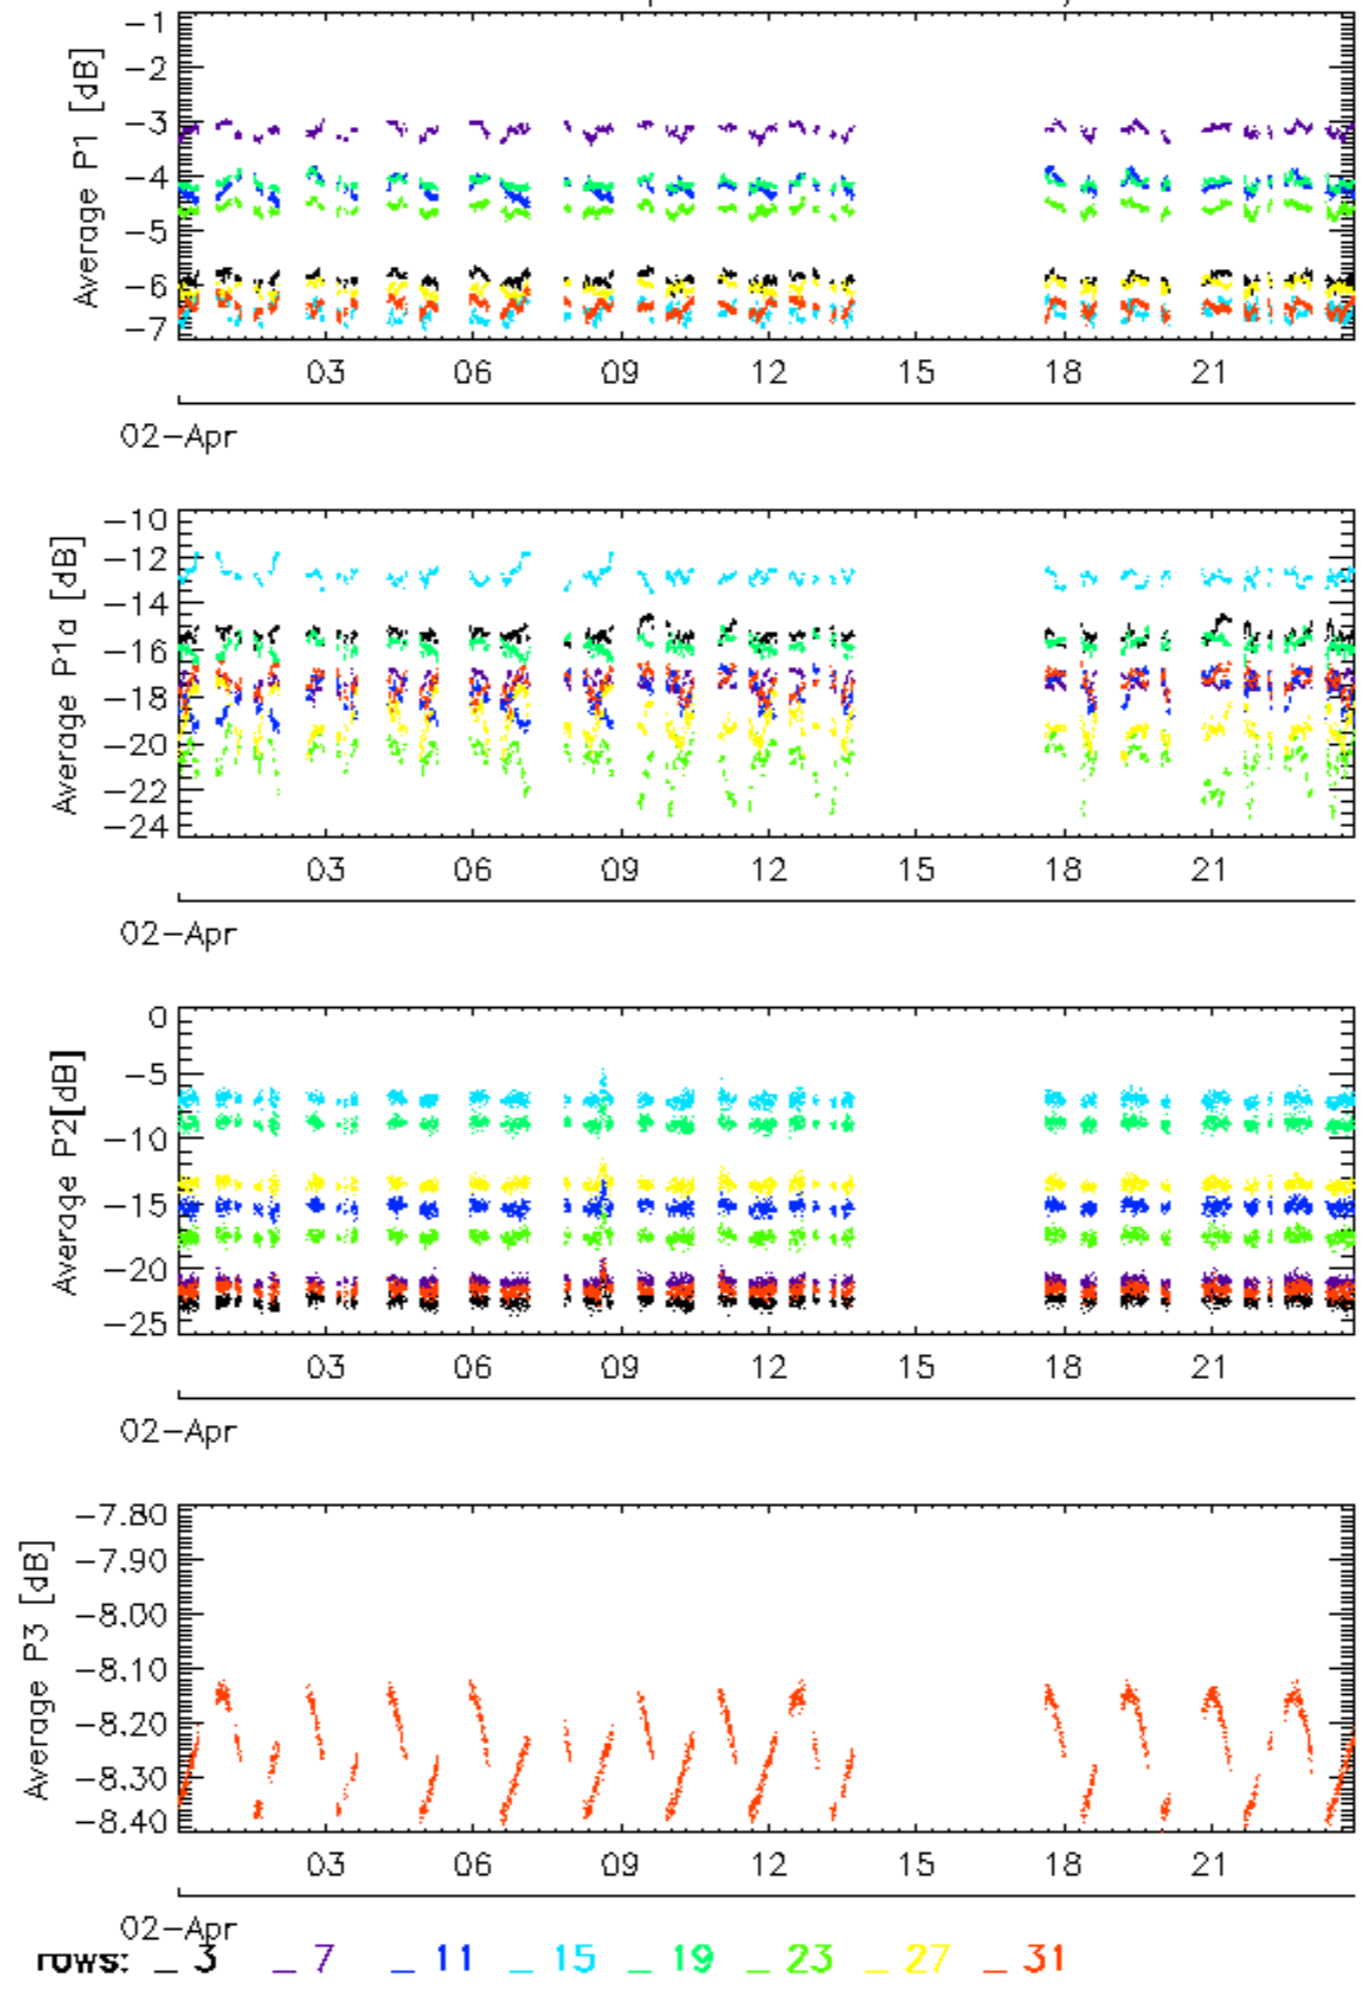 Average P1 [dB]
-1
-2
-3
-4
-5
-6
-7
03 06 09 12 15 18 21
02-Apr
Average P1a [dB]
-10
-12
-14
-16
-18
-20
-22
-24
03 06 09 12 15 18 21
02-Apr
Average P2[dB]
0
-5
-10
-15
-20
-25
03 06 09 12 15 18 21
02-Apr
Average P3 [dB]
-7.80
-7.90
-8.00
-8.10
-8.20
-8.30
-8.40
03 06 09 12 15 18 21
02-Apr
rows: _ 3 _ 7 _ 11 _ 15 _ 19 _ 23 _ 27 _ 31